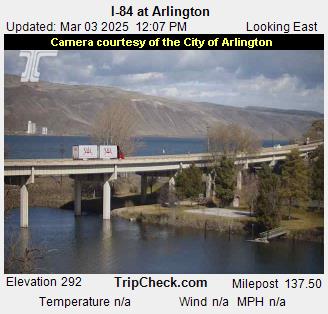 I-84 at Arlington
Updated: Mar 03 2025 12:07 PM Looking East
Camera courtesy of the City of Arlington
Elevation 292 TripCheck.com Milepost 137.50
Temperature n/a Wind n/a MPH n/a